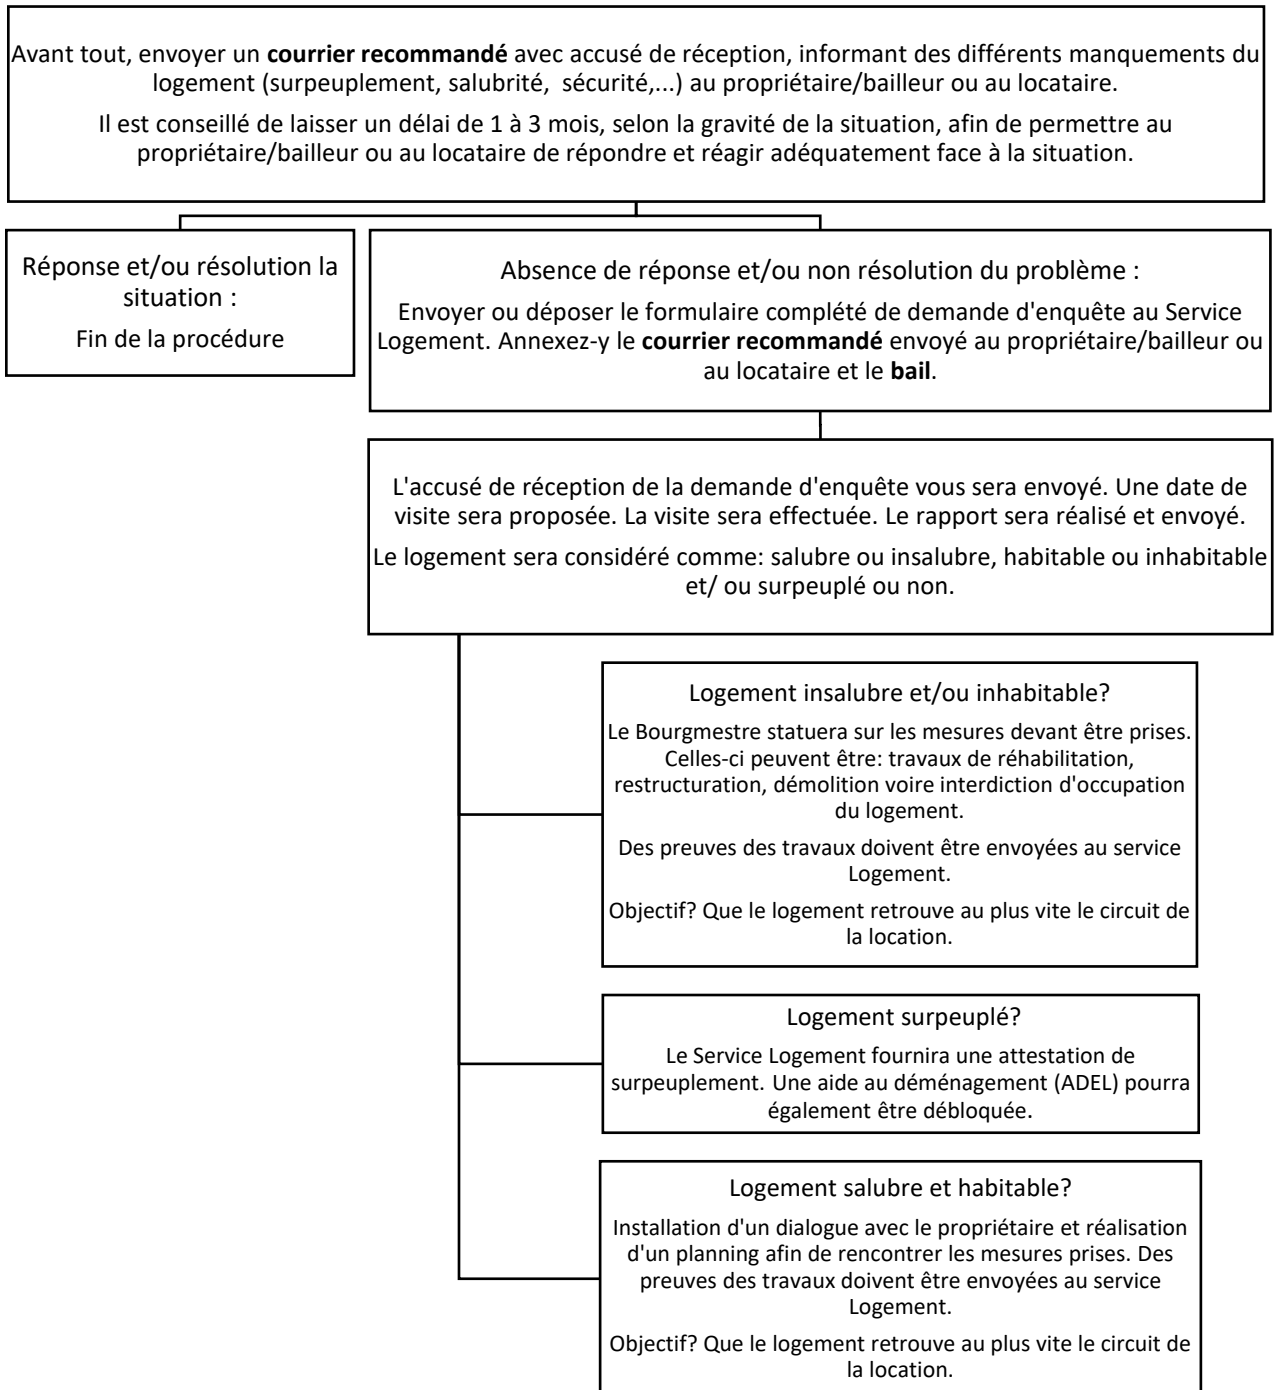 Avant tout, envoyer un courrier recommandé avec accusé de réception, informant des différents manquements du
logement (surpeuplement, salubrité, sécurité,...) au propriétaire/bailleur ou au locataire.
Il est conseillé de laisser un délai de 1 à 3 mois, selon la gravité de la situation, afin de permettre au
propriétaire/bailleur ou au locataire de répondre et réagir adéquatement face à la situation.
Réponse et/ou résolution la
situation :
Fin de la procédure
Absence de réponse et/ou non résolution du problème :
Envoyer ou déposer le formulaire complété de demande d'enquête au Service
Logement. Annexez-y le courrier recommandé envoyé au propriétaire/bailleur ou
au locataire et le bail.
L'accusé de réception de la demande d'enquête vous sera envoyé. Une date de
visite sera proposée. La visite sera effectuée. Le rapport sera réalisé et envoyé.
Le logement sera considéré comme: salubre ou insalubre, habitable ou inhabitable
et/ ou surpeuplé ou non.
Logement insalubre et/ou inhabitable?
Le Bourgmestre statuera sur les mesures devant être prises.
Celles-ci peuvent être: travaux de réhabilitation,
restructuration, démolition voire interdiction d'occupation
du logement.
Des preuves des travaux doivent être envoyées au service
Logement.
Objectif? Que le logement retrouve au plus vite le circuit de
la location.
Logement surpeuplé?
Le Service Logement fournira une attestation de
surpeuplement. Une aide au déménagement (ADEL) pourra
également être débloquée.
Logement salubre et habitable?
Installation d'un dialogue avec le propriétaire et réalisation
d'un planning afin de rencontrer les mesures prises. Des
preuves des travaux doivent être envoyées au service
Logement.
Objectif? Que le logement retrouve au plus vite le circuit de
la location.